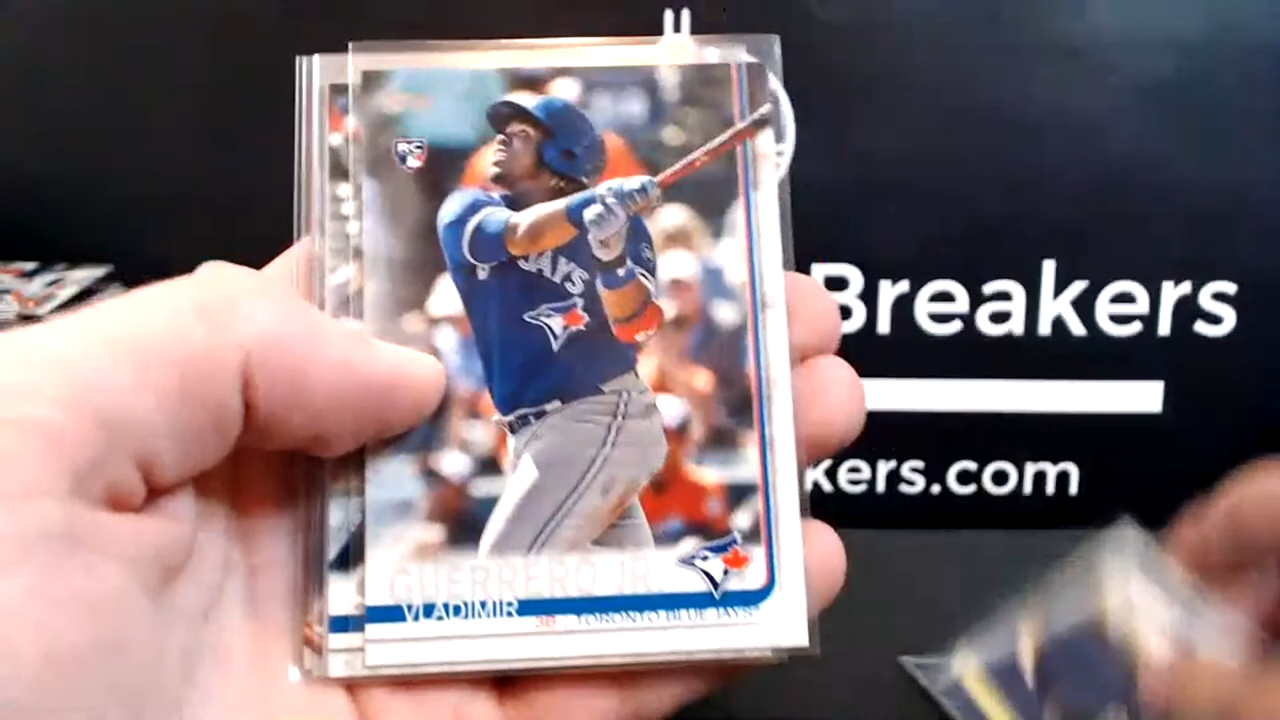 RC
JAYS
GUERRERO JR
VLADIMIR
3B TORONTO BLUE JAYS
Breakers
kers.com